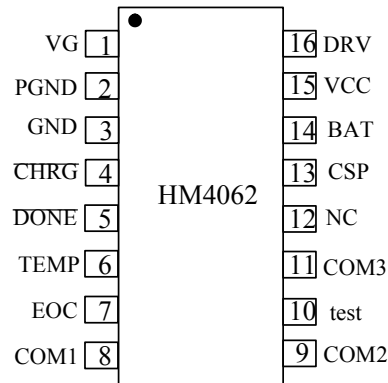 VG 1 16 DRV
PGND 2 15 VCC
GND 3 14 BAT
CHRG 4 13 CSP
HM4062
DONE 5 12 NC
TEMP 6 11 COM3
EOC 7 10 test
COM1 8 9 COM2